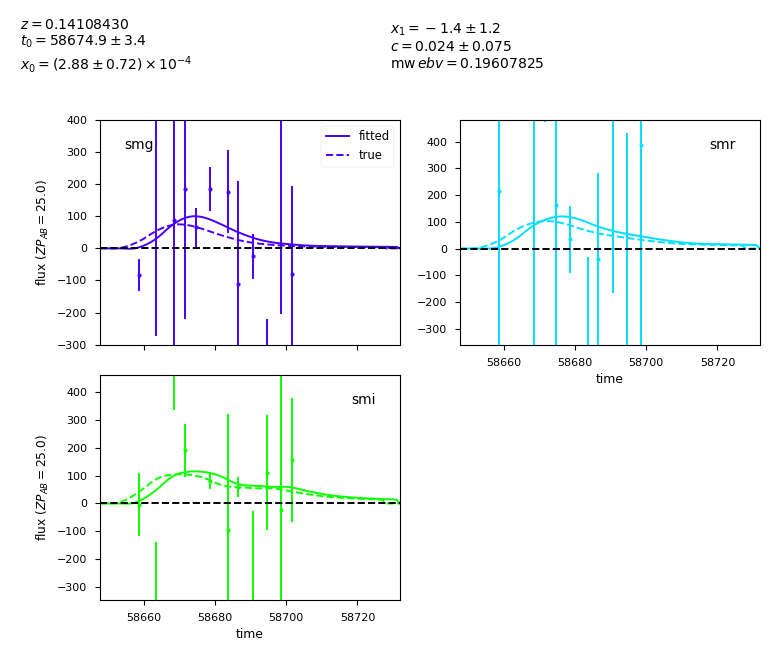 z = 0.14108430
t₀ = 58674.9 ± 3.4
x₀ = (2.88 ± 0.72) × 10⁻⁴
x₁ = −1.4 ± 1.2
c = 0.024 ± 0.075
mw ebv = 0.19607825
smg
fitted
true
400
300
200
100
0
−100
−200
−300
flux (ZP_AB = 25.0)
smr
400
300
200
100
0
−100
−200
−300
58660 58680 58700 58720
time
smi
400
300
200
100
0
−100
−200
−300
flux (ZP_AB = 25.0)
58660 58680 58700 58720
time